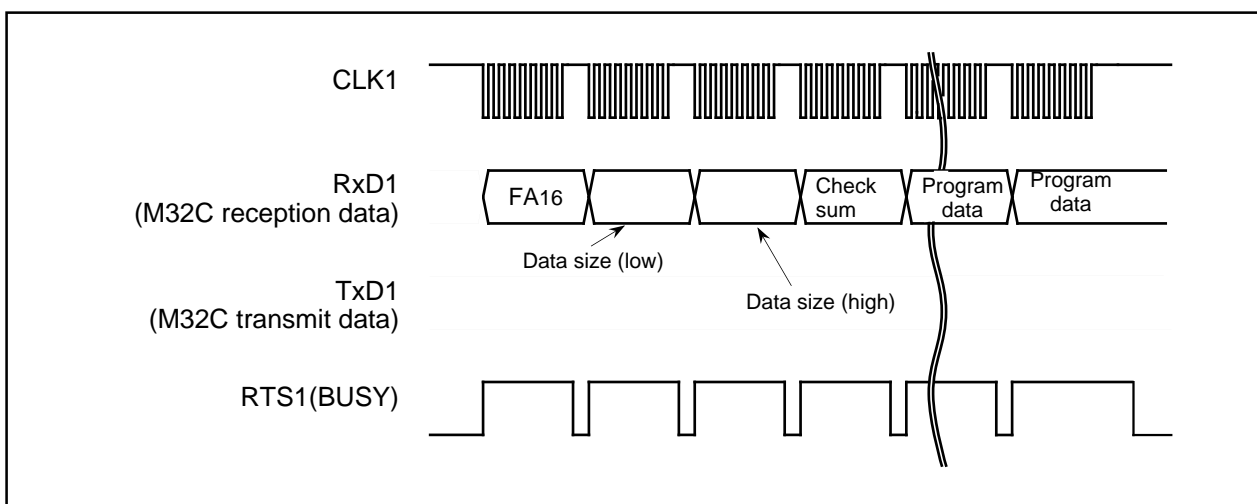 CLK1
RxD1
(M32C reception data)
FA16
Check
sum
Program
data
Program
data
Data size (low)
Data size (high)
TxD1
(M32C transmit data)
RTS1(BUSY)